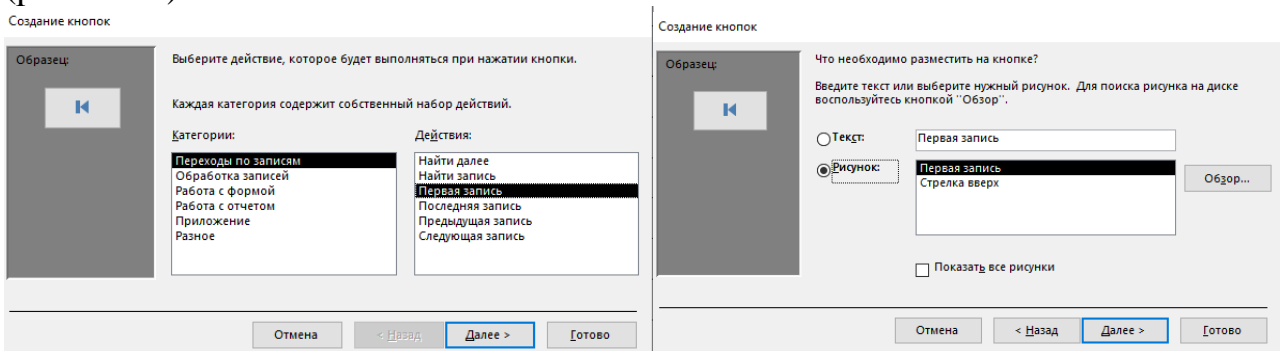 Создание кнопок
Образец:
Выберите действие, которое будет выполняться при нажатии кнопки.
Каждая категория содержит собственный набор действий.
Категории:
Переходы по записям
Обработка записей
Работа с формой
Работа с отчетом
Приложение
Разное
Действия:
Найти далее
Найти запись
Первая запись
Последняя запись
Предыдущая запись
Следующая запись
Отмена
< Назад
Далее >
Готово
Создание кнопок
Образец:
Что необходимо разместить на кнопке?
Введите текст или выберите нужный рисунок. Для поиска рисунка на диске
воспользуйтесь кнопкой "Обзор".
Текст:
Первая запись
Рисунок:
Первая запись
Стрелка вверх
Обзор...
Показать все рисунки
Отмена
< Назад
Далее >
Готово